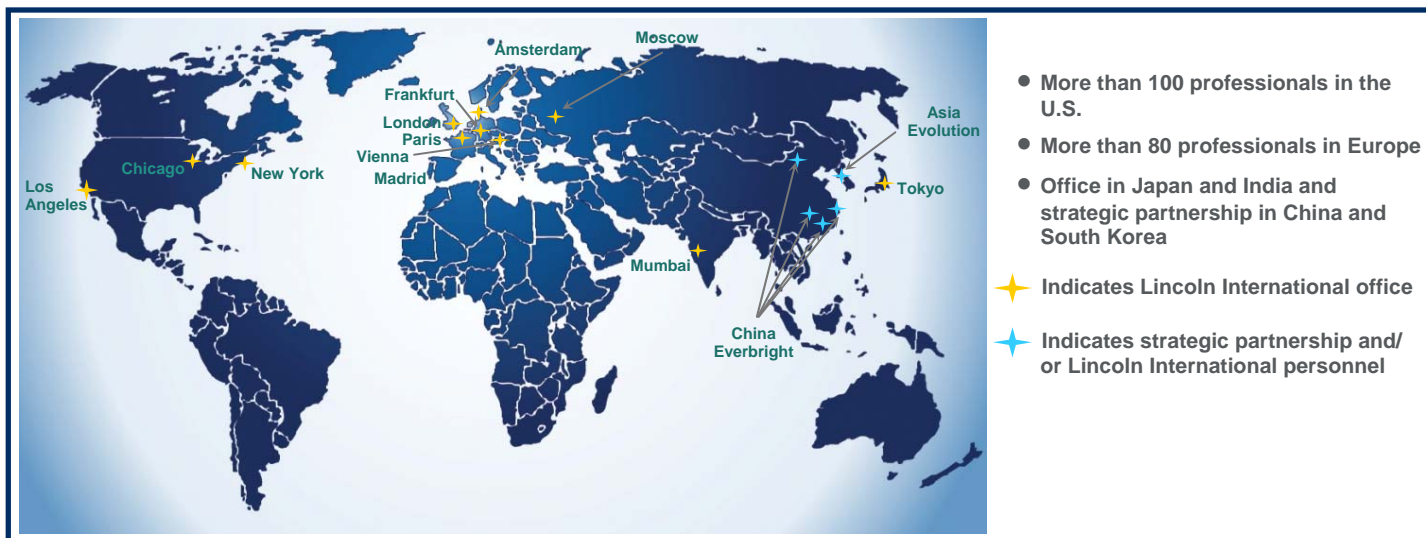 Moscow
Amsterdam
Frankfurt
London
Paris
Vienna
Madrid
Chicago
New York
Los
Angeles
Asia
Evolution
Tokyo
Mumbai
China
Everbright
● More than 100 professionals in the
U.S.
● More than 80 professionals in Europe
● Office in Japan and India and
strategic partnership in China and
South Korea
Indicates Lincoln International office
Indicates strategic partnership and/
or Lincoln International personnel